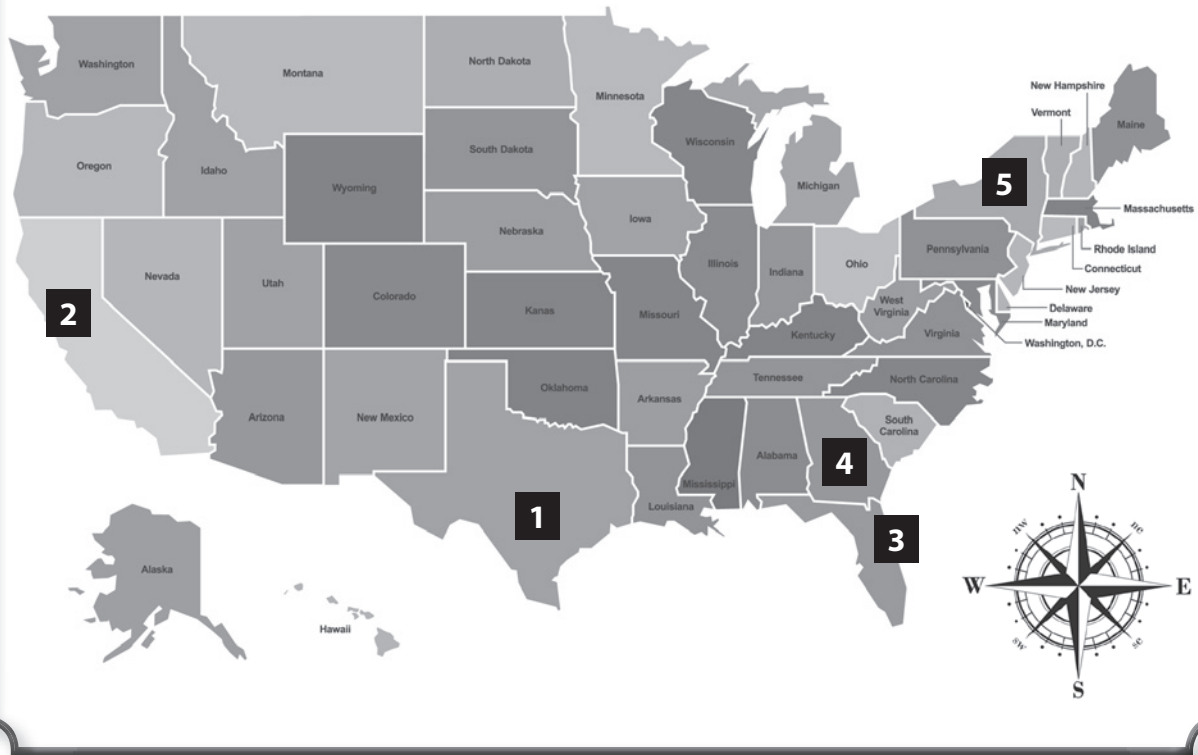 Washington
Montana
North Dakota
Minnesota
Oregon
Idaho
Wyoming
South Dakota
Wisconsin
Michigan
New Hampshire
Vermont
Maine
5
Massachusetts
Rhode Island
Connecticut
New Jersey
Delaware
Maryland
Washington, D.C.
2
Nevada
Utah
Colorado
Nebraska
Iowa
Kanas
Missouri
Illinois
Indiana
Ohio
Pennsylvania
West
Virginia
Virginia
Kentucky
Arizona
New Mexico
Oklahoma
Arkansas
Tennessee
North Carolina
South
Carolina
1
Louisiana
Mississippi
Alabama
4
3
Alaska
Hawaii
N
nw
ne
W
E
sw
se
S